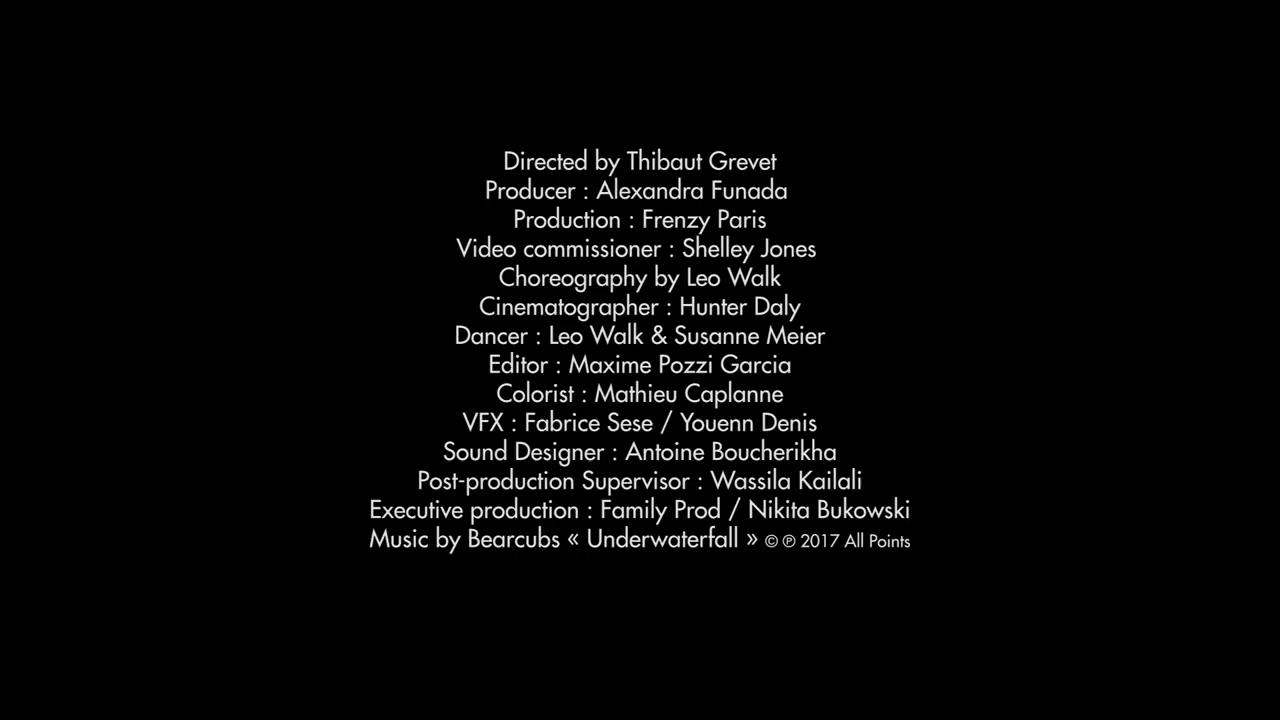 Directed by Thibaut Grevet
Producer : Alexandra Funada
Production : Frenzy Paris
Video commissioner : Shelley Jones
Choreography by Leo Walk
Cinematographer : Hunter Daly
Dancer : Leo Walk & Susanne Meier
Editor : Maxime Pozzi Garcia
Colorist : Mathieu Caplanne
VFX : Fabrice Sese / Youenn Denis
Sound Designer : Antoine Boucherikha
Post-production Supervisor : Wassila Kailali
Executive production : Family Prod / Nikita Bukowski
Music by Bearcubs « Underwaterfall » © ℗ 2017 All Points